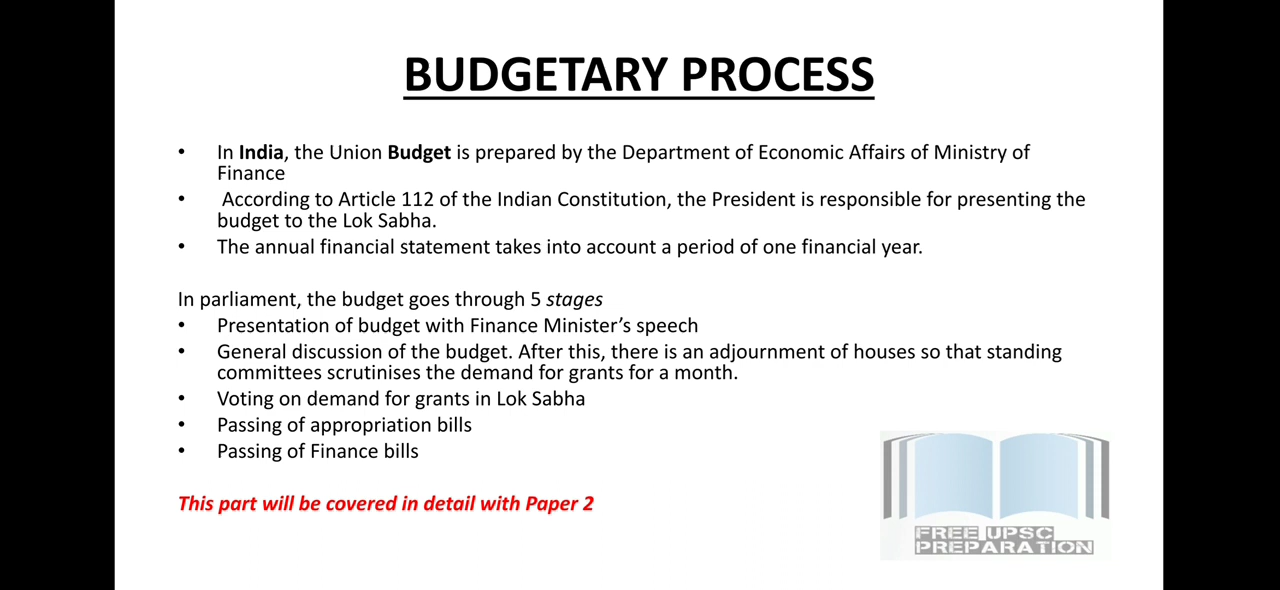 BUDGETARY PROCESS
• In India, the Union Budget is prepared by the Department of Economic Affairs of Ministry of
Finance
• According to Article 112 of the Indian Constitution, the President is responsible for presenting the
budget to the Lok Sabha.
• The annual financial statement takes into account a period of one financial year.
In parliament, the budget goes through 5 stages
• Presentation of budget with Finance Minister’s speech
• General discussion of the budget. After this, there is an adjournment of houses so that standing
committees scrutinises the demand for grants for a month.
• Voting on demand for grants in Lok Sabha
• Passing of appropriation bills
• Passing of Finance bills
This part will be covered in detail with Paper 2
FREE UPSC
PREPARATION